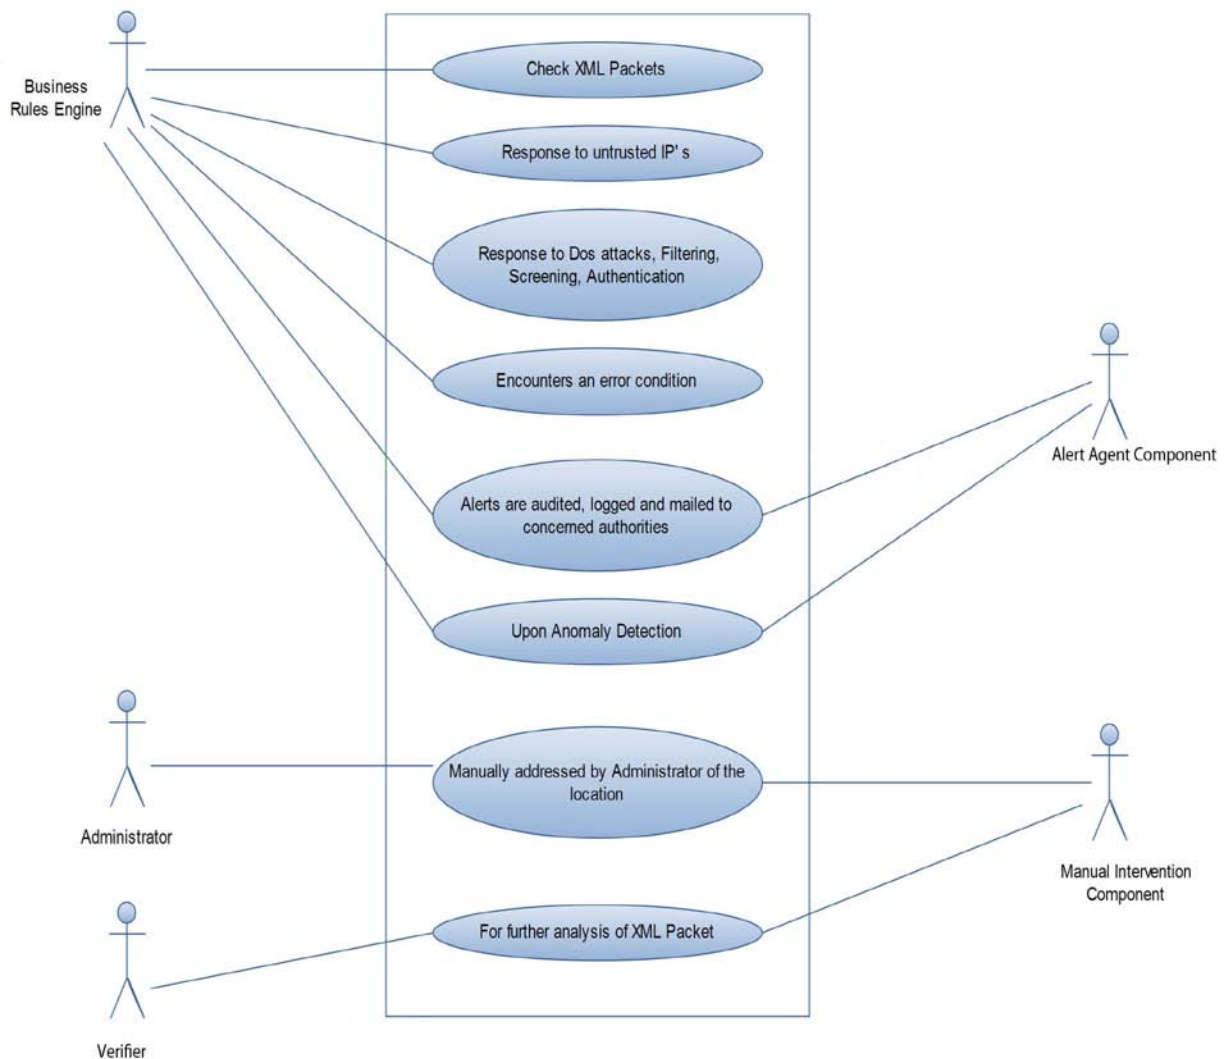 Business
Rules Engine
Check XML Packets
Response to untrusted IP' s
Response to Dos attacks, Filtering,
Screening, Authentication
Encounters an error condition
Alerts are audited, logged and mailed to
concerned authorities
Alert Agent Component
Upon Anomaly Detection
Manually addressed by Administrator of the
location
Administrator
Manual Intervention
Component
For further analysis of XML Packet
Verifier